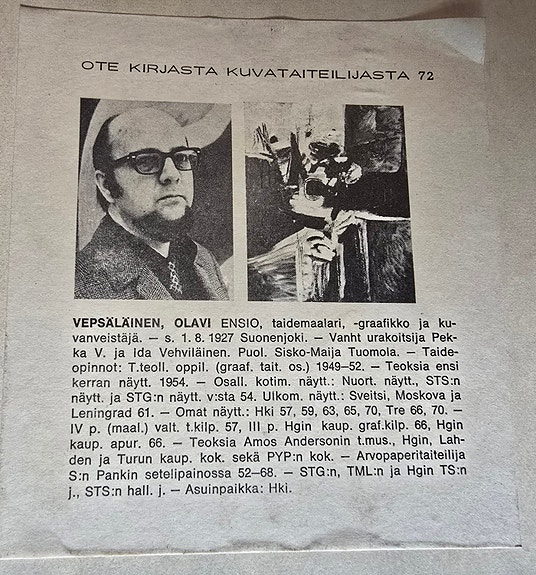 OTE KIRJASTA KUVATAITEILIJASTA 72
VEPSÄLÄINEN, OLAVI ENSIO, taidemaalari, -graafikko ja ku-
vanveistäjä. — s. 1. 8. 1927 Suonenjoki. — Vanht urakoitsija Pek-
ka V. ja Ida Vehviläinen. Puol. Sisko-Maija Tuomola. — Taide-
opinnot: T.teoll. oppil. (graaf. tait. os.) 1949—52. — Teoksia ensi
kerran näytt. 1954. — Osall. kotim. näytt.: Nuort. näytt., STS:n
näytt. ja STG:n näytt. v:sta 54. Ulkom. näytt.: Sveitsi, Moskova ja
Leningrad 61. — Omat näytt.: Hki 57, 59, 63, 65, 70, Tre 66, 70. —
IV p. (maal.) valt. t.kilp. 57, III p. Hgin kaup. graf.kilp. 66, Hgin
kaup. apur. 66. — Teoksia Amos Andersonin t.mus., Hgin, Lah-
den ja Turun kaup. kok. sekä PYP:n kok. — Arvopaperitaiteilija
S:n Pankin setelipainossa 52—68. — STG:n, TML:n ja Hgin TS:n
j., STS:n hall. j. — Asuinpaikka: Hki.